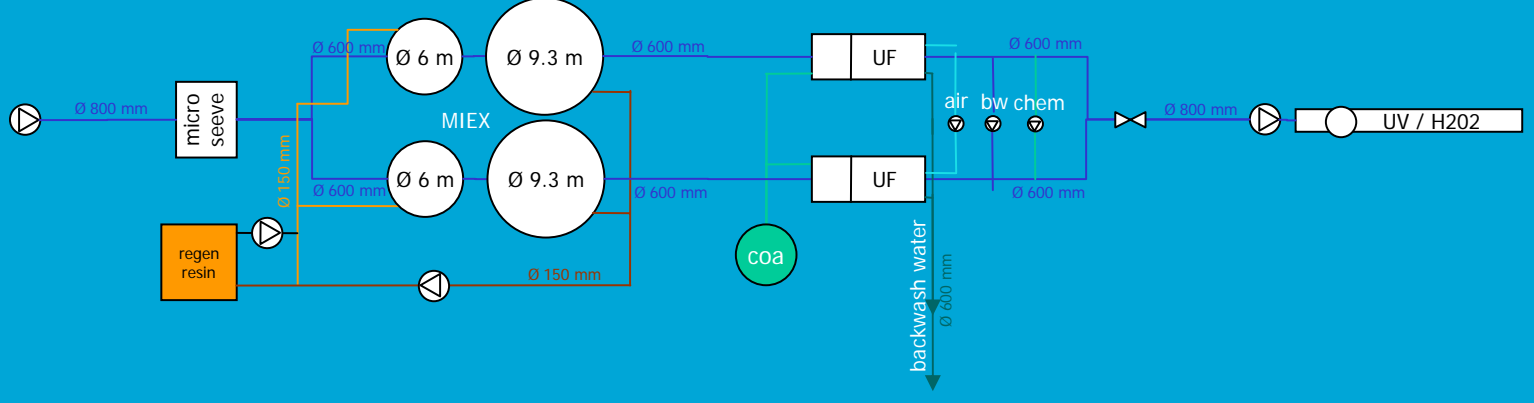 Ø 600 mm
Ø 6 m
Ø 9.3 m
Ø 600 mm
UF
Ø 600 mm
Ø 800 mm
micro
seeve
MIEX
air
bw
chem
Ø 800 mm
UV / H202
Ø 150 mm
Ø 600 mm
Ø 6 m
Ø 9.3 m
Ø 600 mm
UF
Ø 600 mm
regen
resin
Ø 150 mm
coa
backwash water
Ø 600 mm